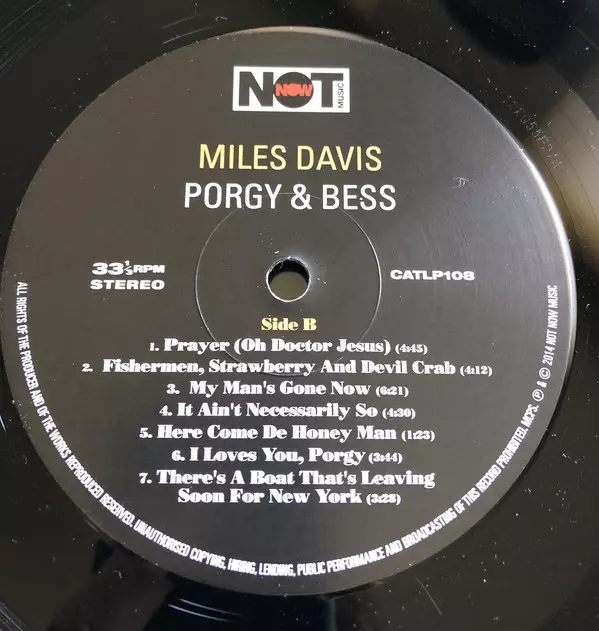 NOT
NOW
MUSIC
MILES DAVIS
PORGY & BESS
33⅓ RPM
STEREO
CATLP108
Side B
1. Prayer (Oh Doctor Jesus) (4:45)
2. Fishermen, Strawberry And Devil Crab (4:12)
3. My Man's Gone Now (6:21)
4. It Ain't Necessarily So (4:30)
5. Here Come De Honey Man (1:23)
6. I Loves You, Porgy (3:44)
7. There's A Boat That's Leaving
Soon For New York (3:28)
ALL RIGHTS OF THE PRODUCER AND OF THE WORKS REPRODUCED RESERVED. UNAUTHORISED COPYING, HIRING, LENDING, PUBLIC PERFORMANCE AND BROADCASTING OF THIS RECORD PROHIBITED. MCPS. ℗ & © 2014 NOT NOW MUSIC